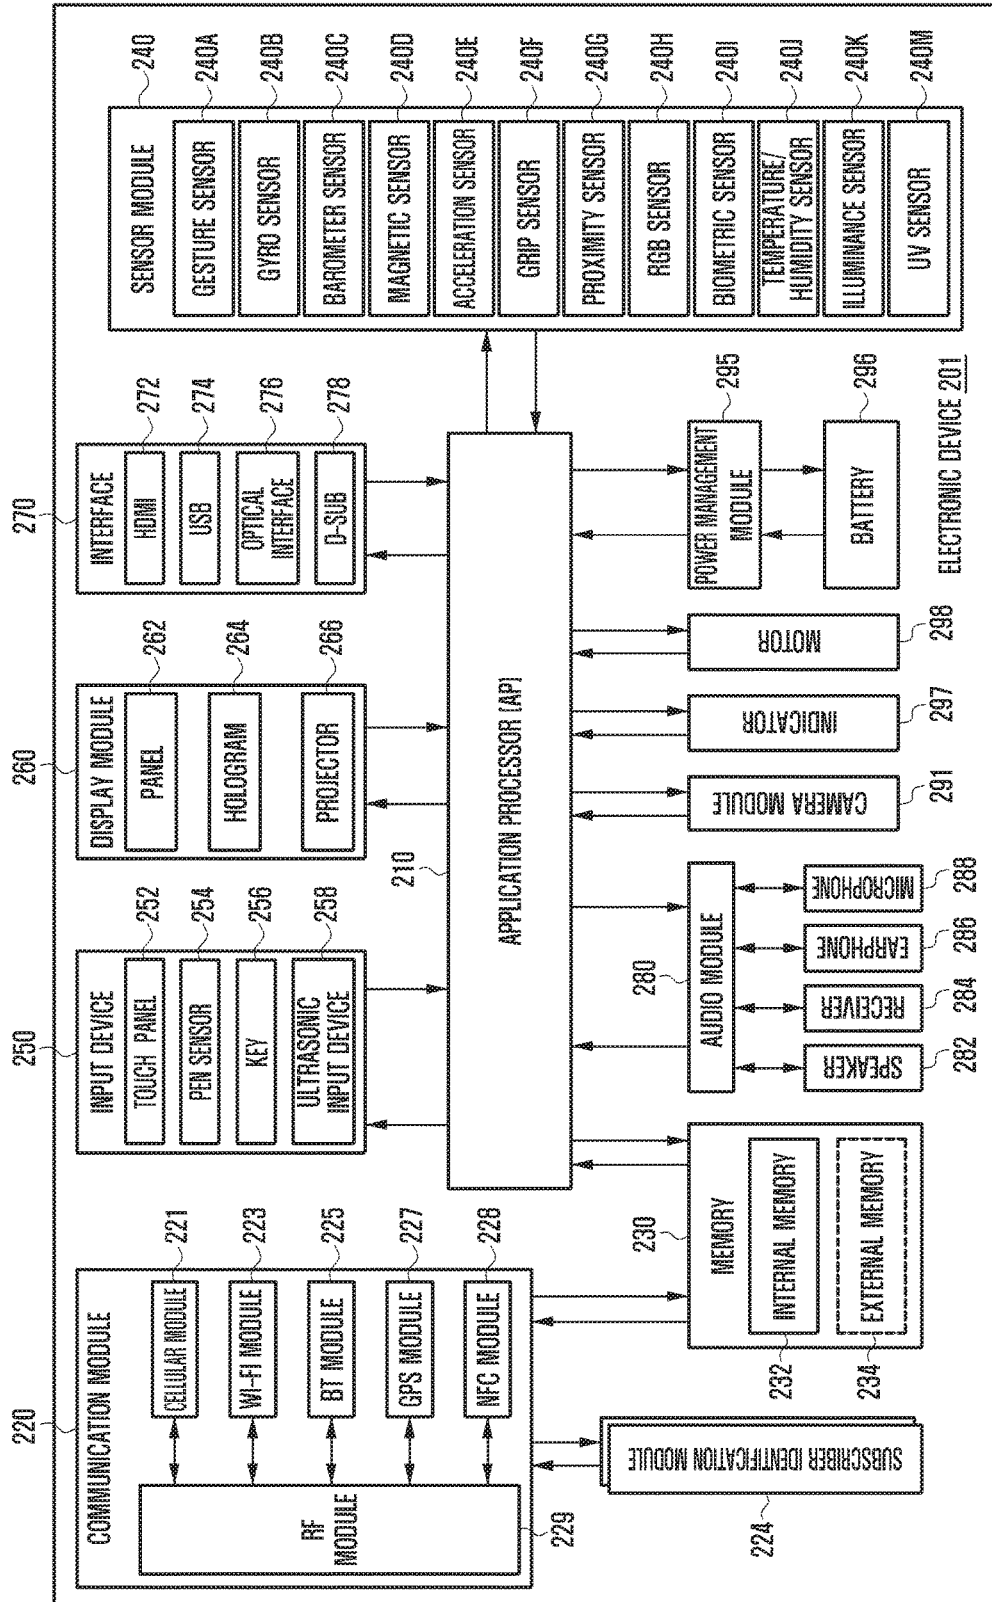 220
COMMUNICATION MODULE
RF
MODULE
229
CELLULAR MODULE
221
WI-FI MODULE
223
BT MODULE
225
GPS MODULE
227
NFC MODULE
228
SUBSCRIBER IDENTIFICATION MODULE
224
250
INPUT DEVICE
TOUCH PANEL
252
PEN SENSOR
254
KEY
256
ULTRASONIC
INPUT DEVICE
258
260
DISPLAY MODULE
PANEL
262
HOLOGRAM
264
PROJECTOR
266
270
INTERFACE
HDMI
272
USB
274
OPTICAL
INTERFACE
276
D-SUB
278
210
APPLICATION PROCESSOR (AP)
230
MEMORY
INTERNAL MEMORY
232
EXTERNAL MEMORY
234
280
AUDIO MODULE
SPEAKER
282
RECEIVER
284
EARPHONE
286
MICROPHONE
288
CAMERA MODULE
291
INDICATOR
297
MOTOR
298
POWER MANAGEMENT
MODULE
295
BATTERY
296
SENSOR MODULE
240
GESTURE SENSOR
240A
GYRO SENSOR
240B
BAROMETER SENSOR
240C
MAGNETIC SENSOR
240D
ACCELERATION SENSOR
240E
GRIP SENSOR
240F
PROXIMITY SENSOR
240G
RGB SENSOR
240H
BIOMETRIC SENSOR
240I
TEMPERATURE/
HUMIDITY SENSOR
240J
ILLUMINANCE SENSOR
240K
UV SENSOR
240M
ELECTRONIC DEVICE 201